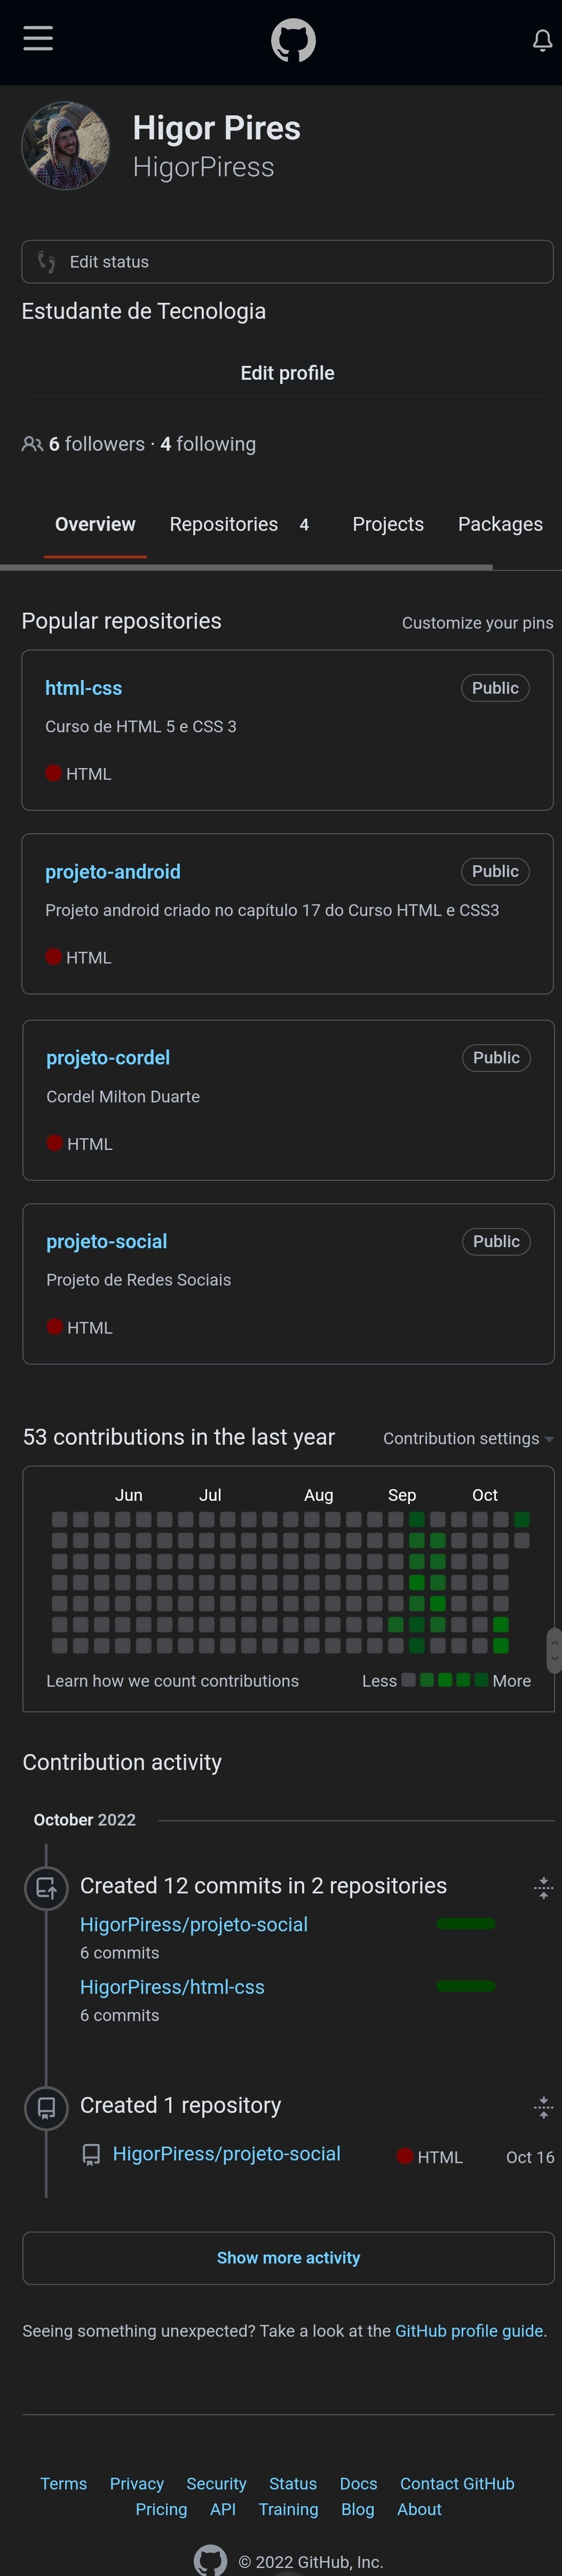 Higor Pires
HigorPiress
Edit status
Estudante de Tecnologia
Edit profile
6 followers · 4 following
Overview Repositories 4 Projects Packages
Popular repositories Customize your pins
html-css Public
Curso de HTML 5 e CSS 3
HTML
projeto-android Public
Projeto android criado no capítulo 17 do Curso HTML e CSS3
HTML
projeto-cordel Public
Cordel Milton Duarte
HTML
projeto-social Public
Projeto de Redes Sociais
HTML
53 contributions in the last year Contribution settings
Jun Jul Aug Sep Oct
Learn how we count contributions Less More
Contribution activity
October 2022
Created 12 commits in 2 repositories
HigorPiress/projeto-social
6 commits
HigorPiress/html-css
6 commits
Created 1 repository
HigorPiress/projeto-social HTML Oct 16
Show more activity
Seeing something unexpected? Take a look at the GitHub profile guide.
Terms Privacy Security Status Docs Contact GitHub
Pricing API Training Blog About
© 2022 GitHub, Inc.